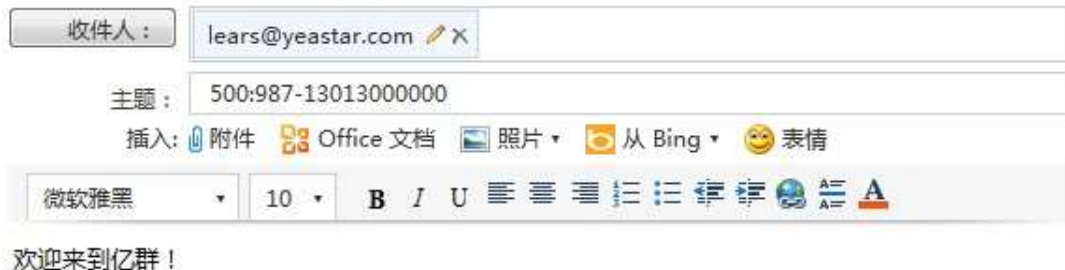 收件人：
lears@yeastar.com
主题：
500:987-13013000000
插入: 附件 Office 文档 照片 从 Bing 表情
微软雅黑 10 B I U A
欢迎来到亿群！